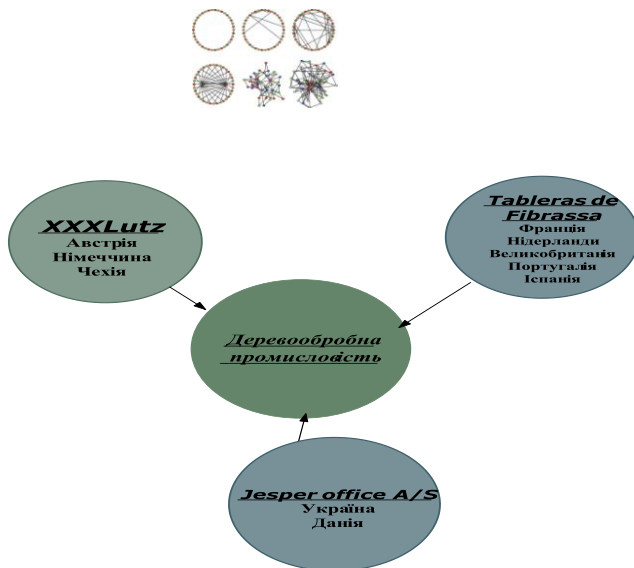 XXXLutz
Австрія
Німеччина
Чехія
Tableras de
Fibrassa
Франція
Нідерланди
Великобританія
Португалія
Іспанія
Деревообробна
промисловість
Jesper office A/S
Україна
Данія